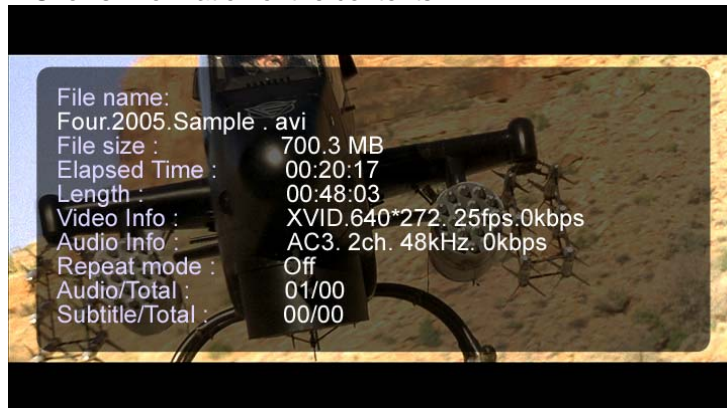 File name:
Four.2005.Sample . avi
File size : 700.3 MB
Elapsed Time : 00:20:17
Length : 00:48:03
Video Info : XVID.640*272. 25fps.0kbps
Audio Info : AC3. 2ch. 48kHz. 0kbps
Repeat mode : Off
Audio/Total : 01/00
Subtitle/Total : 00/00